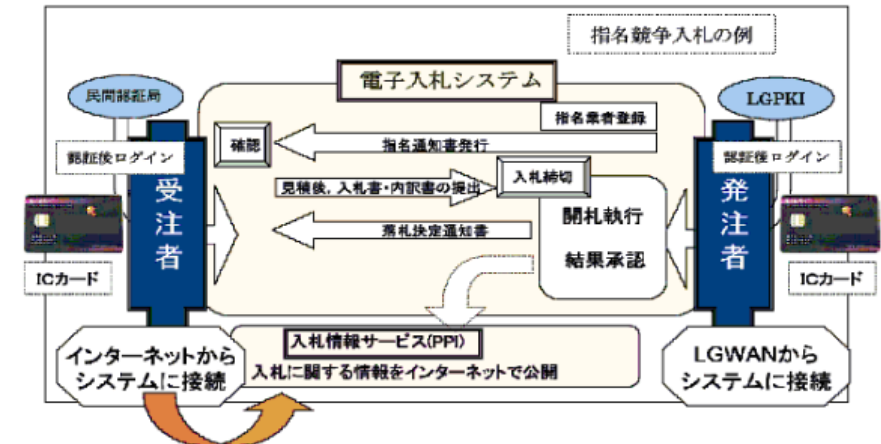 指名競争入札の例
電子入札システム
民間認証局
LGPKI
指名業者登録
確認
指名通知書発行
認証後ログイン
認証後ログイン
見積後,入札書・内訳書の提出
入札締切
受注者
発注者
開札執行
落札決定通知書
結果承認
ICカード
ICカード
入札情報サービス(PPI)
インターネットから
システムに接続
入札に関する情報をインターネットで公開
LGWANから
システムに接続